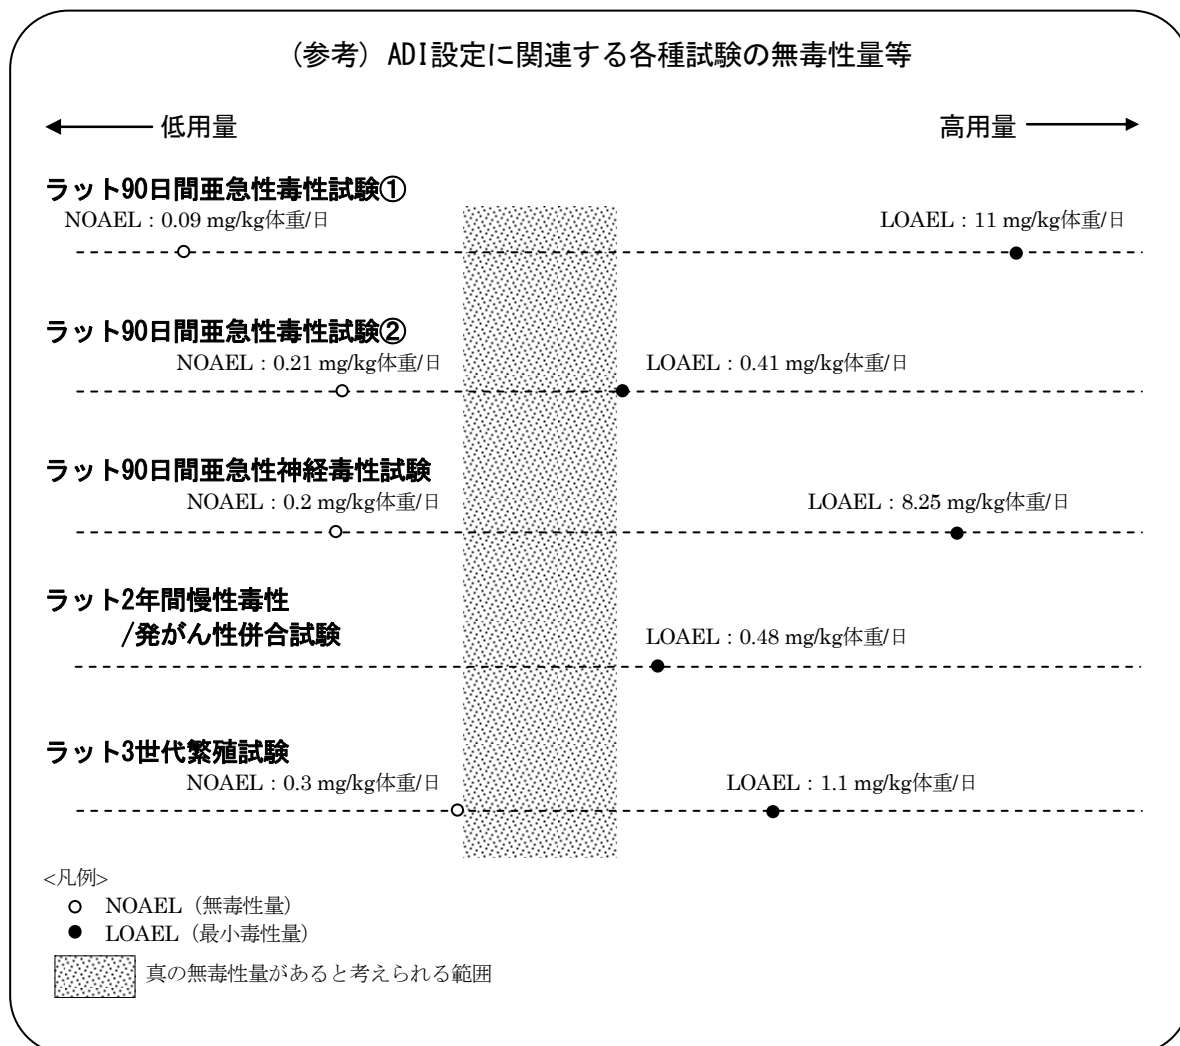 (参考) ADI設定に関連する各種試験の無毒性量等
低用量
高用量
ラット90日間亜急性毒性試験①
NOAEL：0.09 mg/kg体重/日
LOAEL：11 mg/kg体重/日
ラット90日間亜急性毒性試験②
NOAEL：0.21 mg/kg体重/日
LOAEL：0.41 mg/kg体重/日
ラット90日間亜急性神経毒性試験
NOAEL：0.2 mg/kg体重/日
LOAEL：8.25 mg/kg体重/日
ラット2年間慢性毒性
/発がん性併合試験
LOAEL：0.48 mg/kg体重/日
ラット3世代繁殖試験
NOAEL：0.3 mg/kg体重/日
LOAEL：1.1 mg/kg体重/日
<凡例>
NOAEL（無毒性量）
LOAEL（最小毒性量）
真の無毒性量があると考えられる範囲